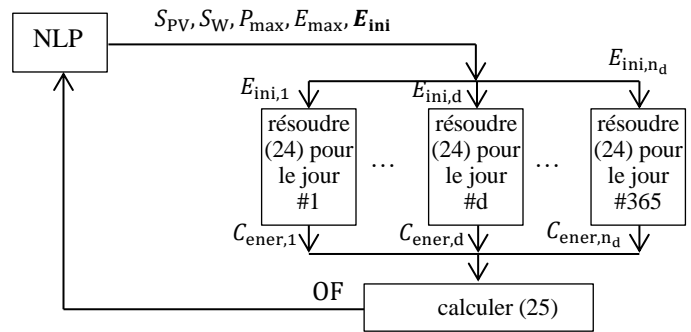 NLP
S_PV, S_W, P_max, E_max, E_ini
E_ini,1 E_ini,d E_ini,n_d
résoudre (24) pour le jour #1
… 
résoudre (24) pour le jour #d
…
résoudre (24) pour le jour #365
C_ener,1 C_ener,d C_ener,n_d
OF
calculer (25)